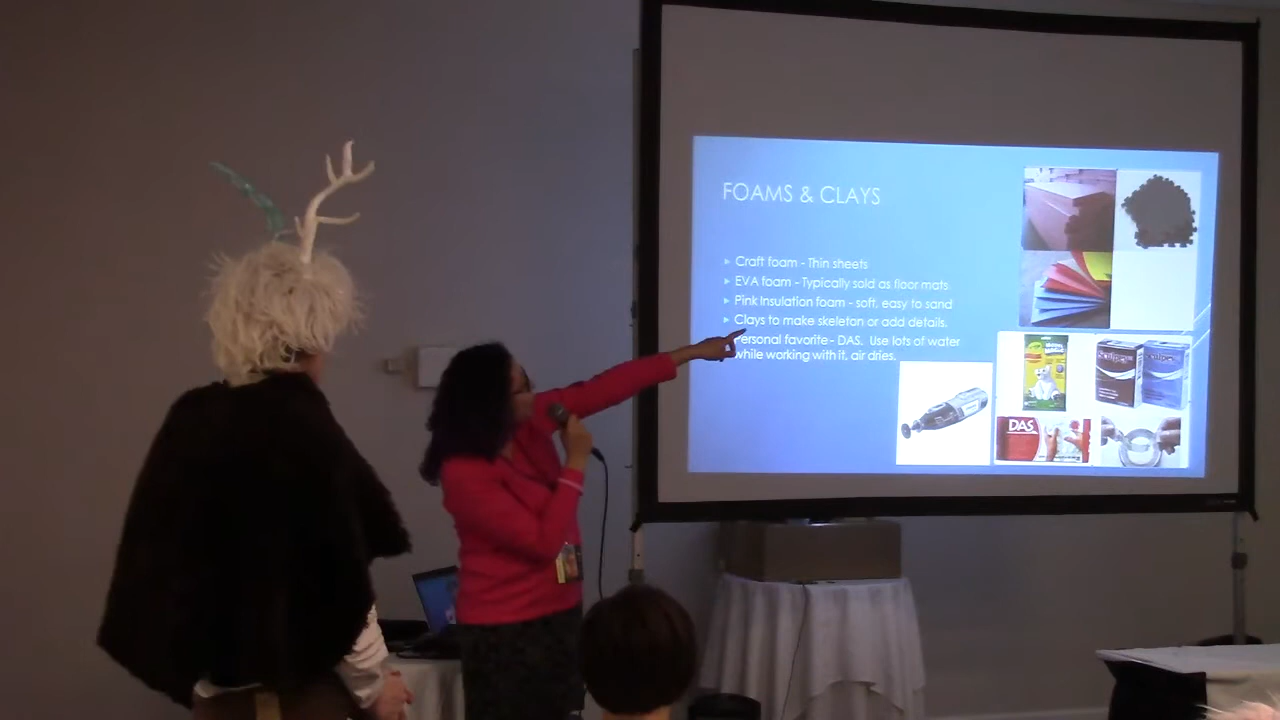 FOAMS & CLAYS
Craft foam - Thin sheets
EVA foam - Typically sold as floor mats
Pink Insulation foam - soft, easy to sand
Clays to make skeleton or add details.
Personal favorite - DAS. Use lots of water
while working with it, air dries.
DAS